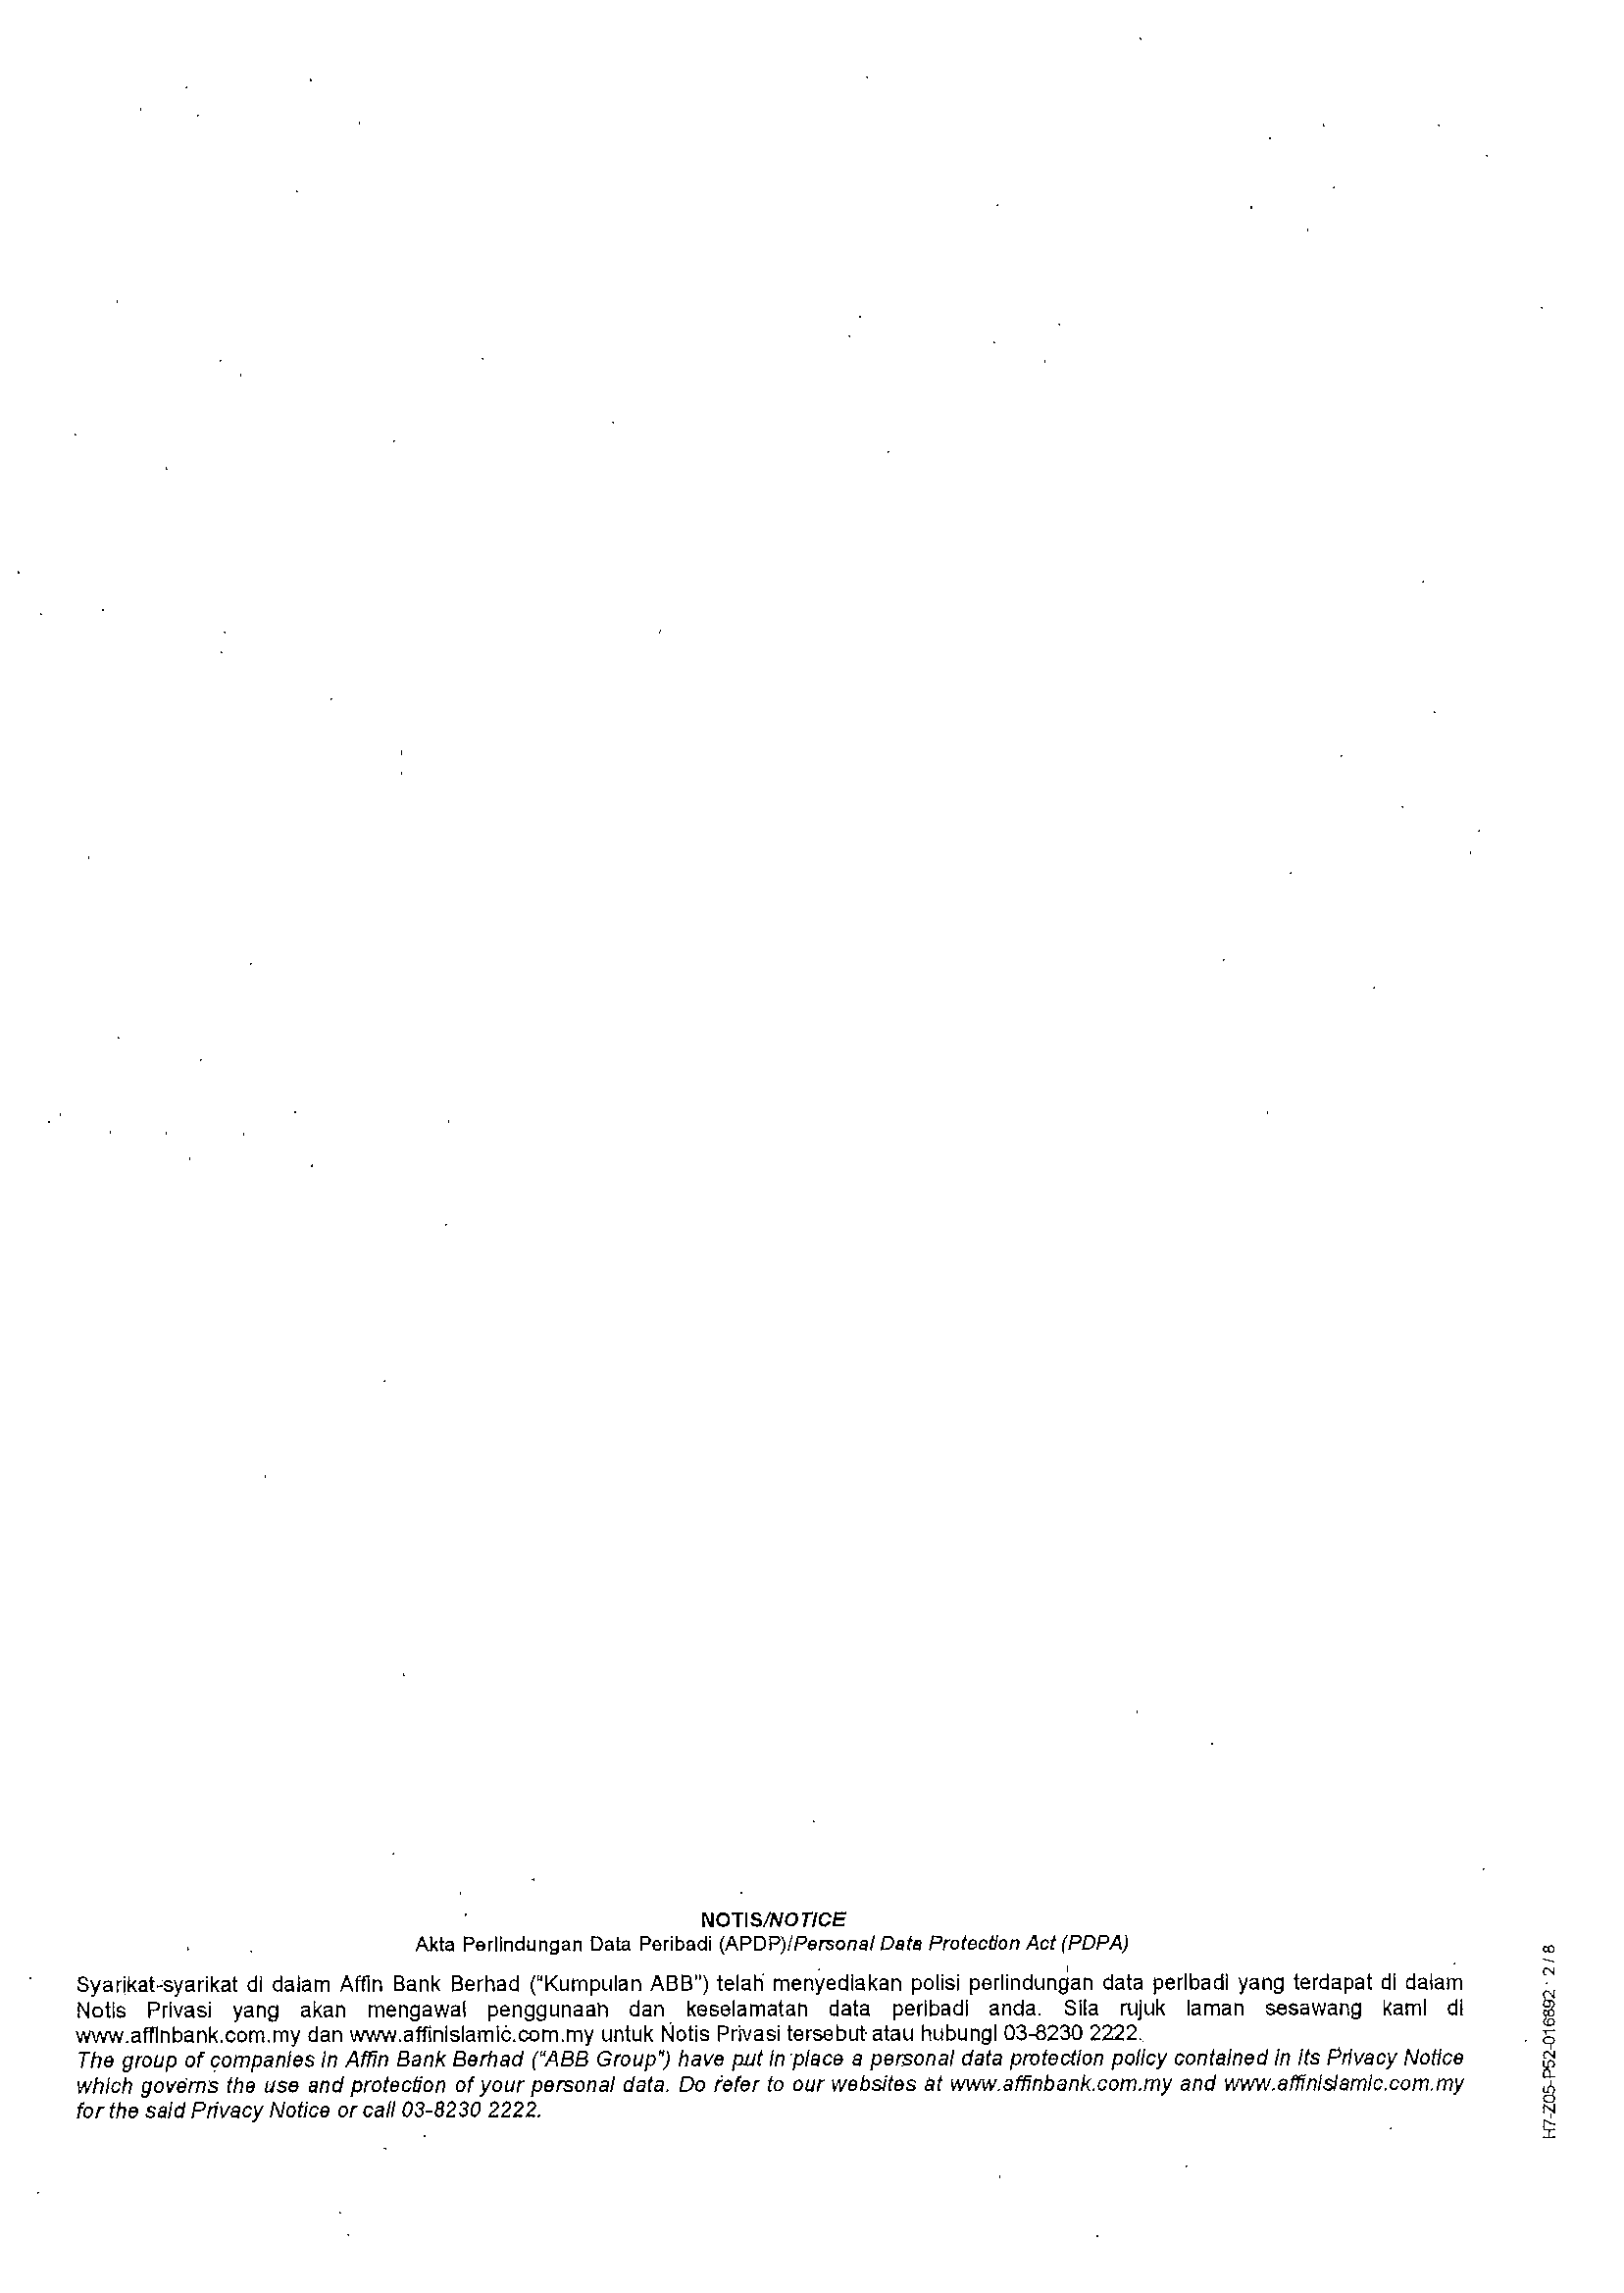 NOTIS/NOTICE
Akta Perlindungan Data Peribadi (APDP)/Personal Data Protection Act (PDPA)
Syarikat-syarikat di dalam Affin Bank Berhad ("Kumpulan ABB") telah menyediakan polisi perlindungan data peribadi yang terdapat di dalam
Notis Privasi yang akan mengawal penggunaan dan keselamatan data peribadi anda. Sila rujuk laman sesawang kami di
www.affinbank.com.my dan www.affinislamic.com.my untuk Notis Privasi tersebut atau hubungi 03-8230 2222.
The group of companies in Affin Bank Berhad ("ABB Group") have put in place a personal data protection policy contained in its Privacy Notice
which governs the use and protection of your personal data. Do refer to our websites at www.affinbank.com.my and www.affinislamic.com.my
for the said Privacy Notice or call 03-8230 2222.
H7-Z05-P52-016892 2/8